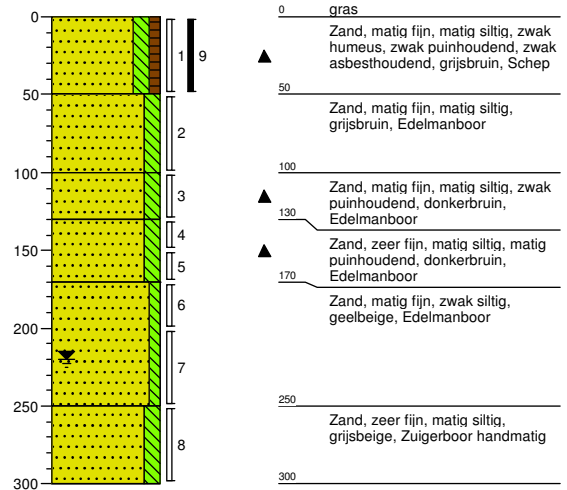 0
50
100
150
200
250
300
1
9
2
3
4
5
6
7
8
0
gras
Zand, matig fijn, matig siltig, zwak
humeus, zwak puinhoudend, zwak
asbesthoudend, grijsbruin, Schep
50
Zand, matig fijn, matig siltig,
grijsbruin, Edelmanboor
100
Zand, matig fijn, matig siltig, zwak
puinhoudend, donkerbruin,
Edelmanboor
130
Zand, zeer fijn, matig siltig, matig
puinhoudend, donkerbruin,
Edelmanboor
170
Zand, matig fijn, zwak siltig,
geelbeige, Edelmanboor
250
Zand, zeer fijn, matig siltig,
grijsbeige, Zuigerboor handmatig
300